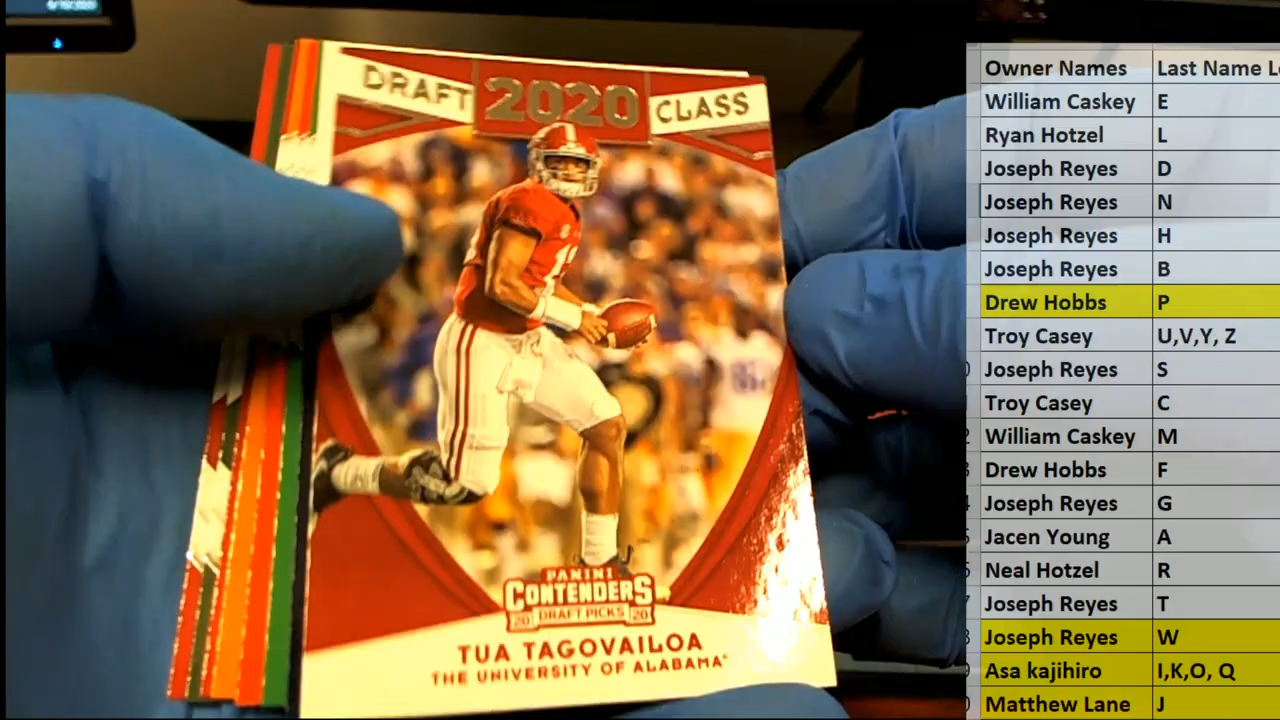 DRAFT 2020 CLASS
PANINI
CONTENDERS
20 DRAFT PICKS 20
TUA TAGOVAILOA
THE UNIVERSITY OF ALABAMA
Owner Names Last Name
William Caskey E
Ryan Hotzel L
Joseph Reyes D
Joseph Reyes N
Joseph Reyes H
Joseph Reyes B
Drew Hobbs P
Troy Casey U,V,Y, Z
Joseph Reyes S
Troy Casey C
William Caskey M
Drew Hobbs F
Joseph Reyes G
Jacen Young A
Neal Hotzel R
Joseph Reyes T
Joseph Reyes W
Asa kajihiro I,K,O, Q
Matthew Lane J